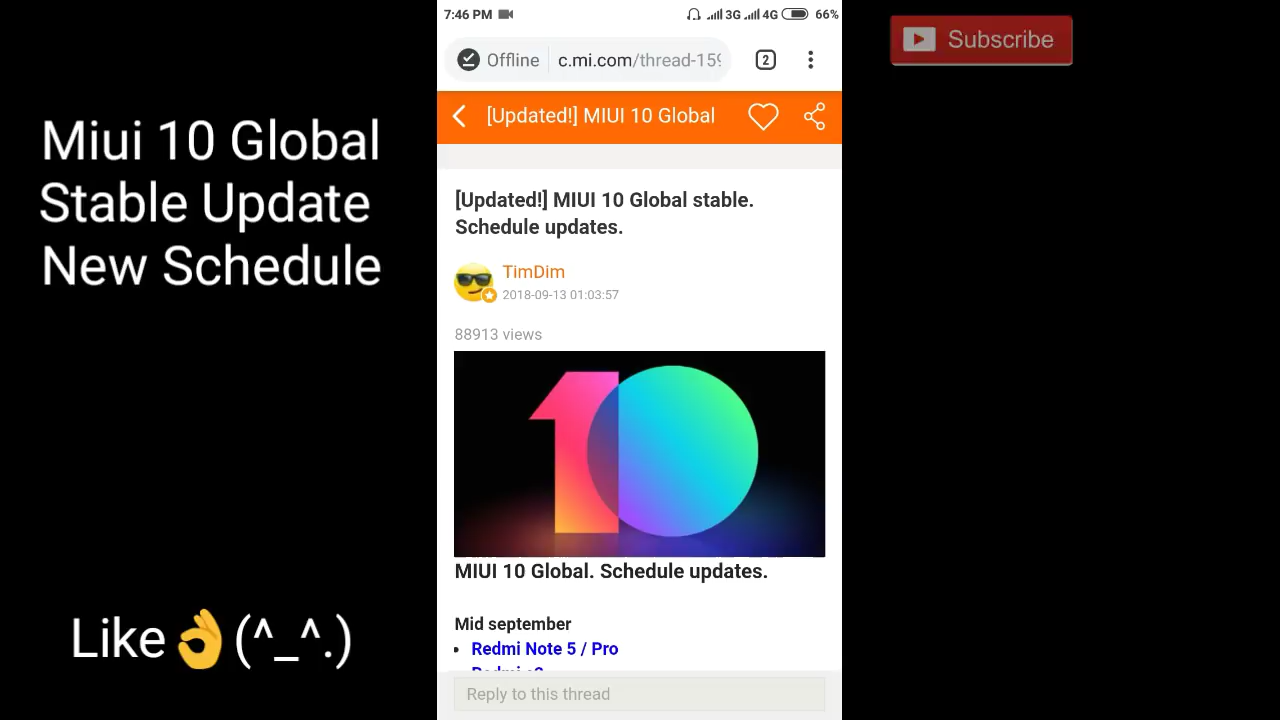 Miui 10 Global
Stable Update
New Schedule
Like👌(^_^.)
7:46 PM 3G 4G 66%
Offline c.mi.com/thread-159 2
[Updated!] MIUI 10 Global
[Updated!] MIUI 10 Global stable.
Schedule updates.
TimDim
2018-09-13 01:03:57
88913 views
10
MIUI 10 Global. Schedule updates.
Mid september
• Redmi Note 5 / Pro
Reply to this thread
Subscribe